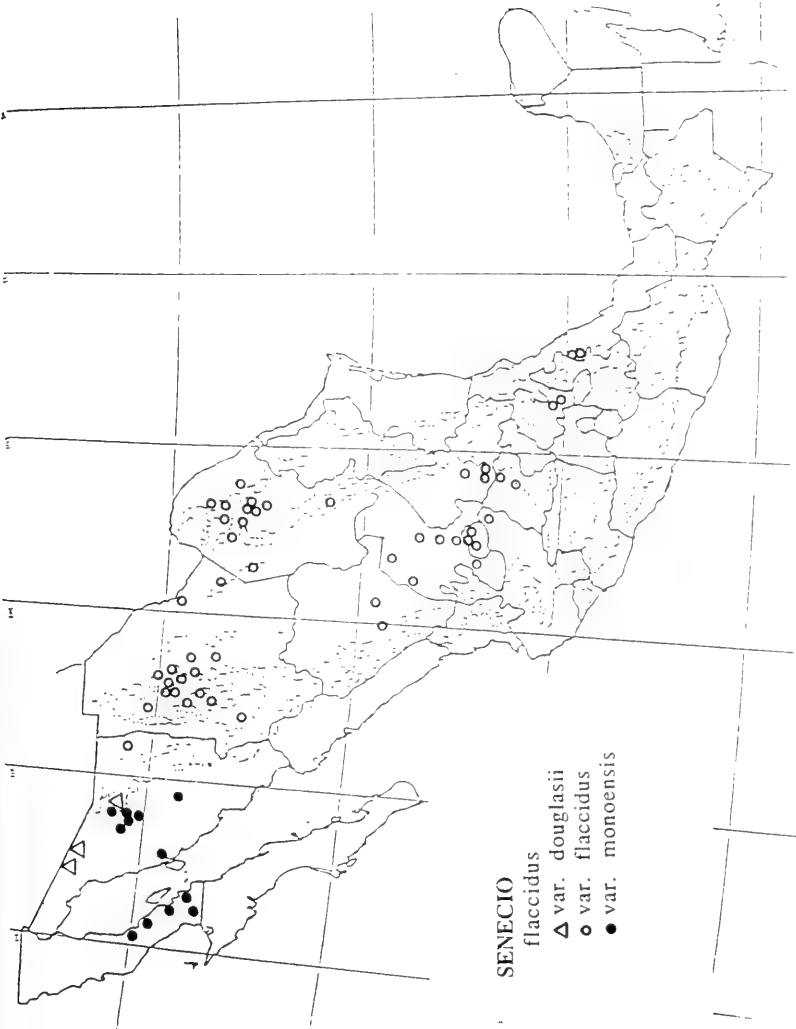 SENECIO
flaccidus
△ var. douglasii
○ var. flaccidus
● var. monoensis